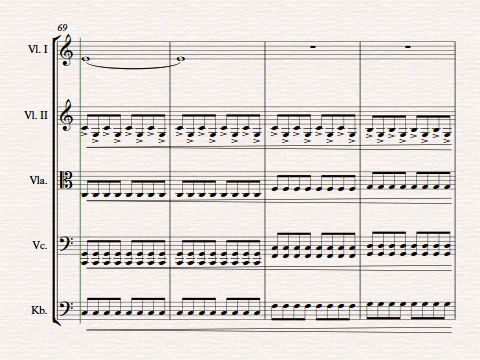 69
Vl. I
Vl. II
Vla.
Vc.
Kb.